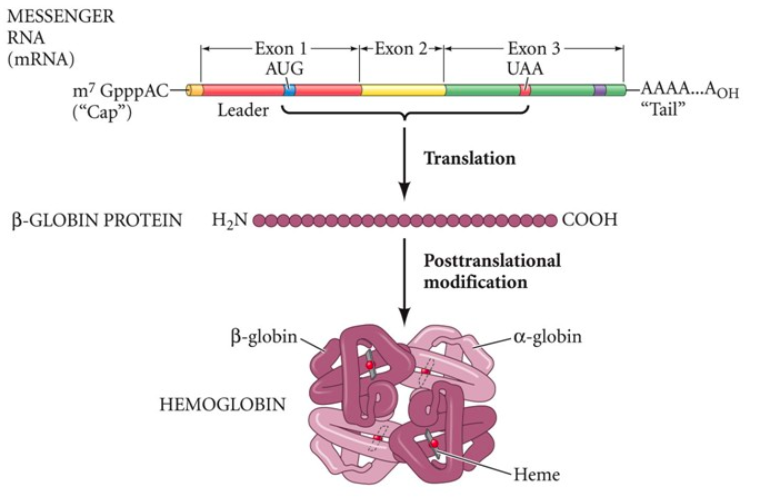 MESSENGER
RNA
(mRNA)
Exon 1
Exon 2
Exon 3
AUG
UAA
m⁷ GpppAC
("Cap")
AAAA...A_OH
"Tail"
Leader
Translation
β-GLOBIN PROTEIN
H₂N
COOH
Posttranslational
modification
β-globin
α-globin
HEMOGLOBIN
Heme